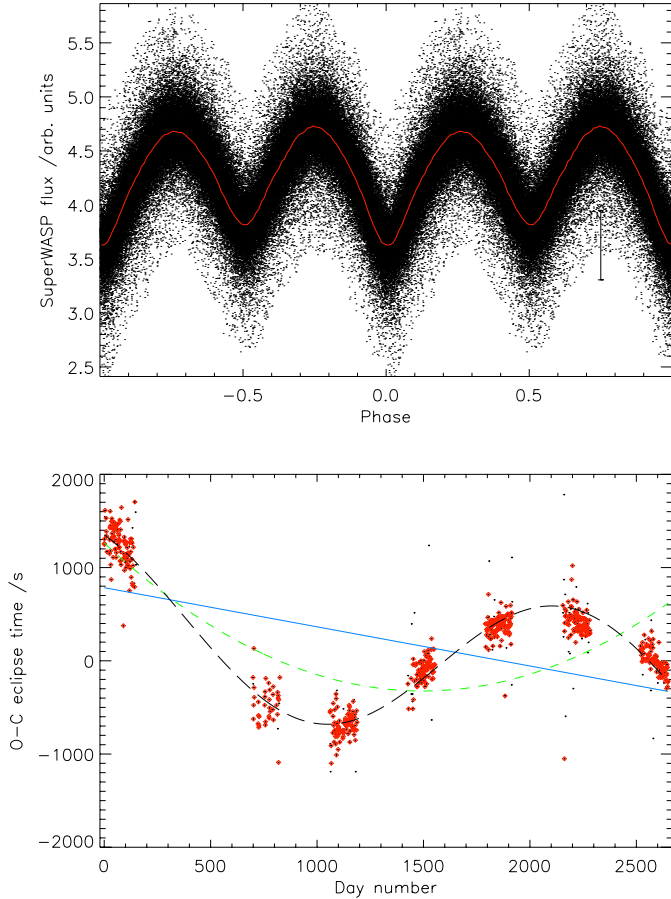 SuperWASP flux /arb. units
5.5
5.0
4.5
4.0
3.5
3.0
2.5
−0.5 0.0 0.5
Phase
O−C eclipse time /s
2000
1000
0
−1000
−2000
0 500 1000 1500 2000 2500
Day number